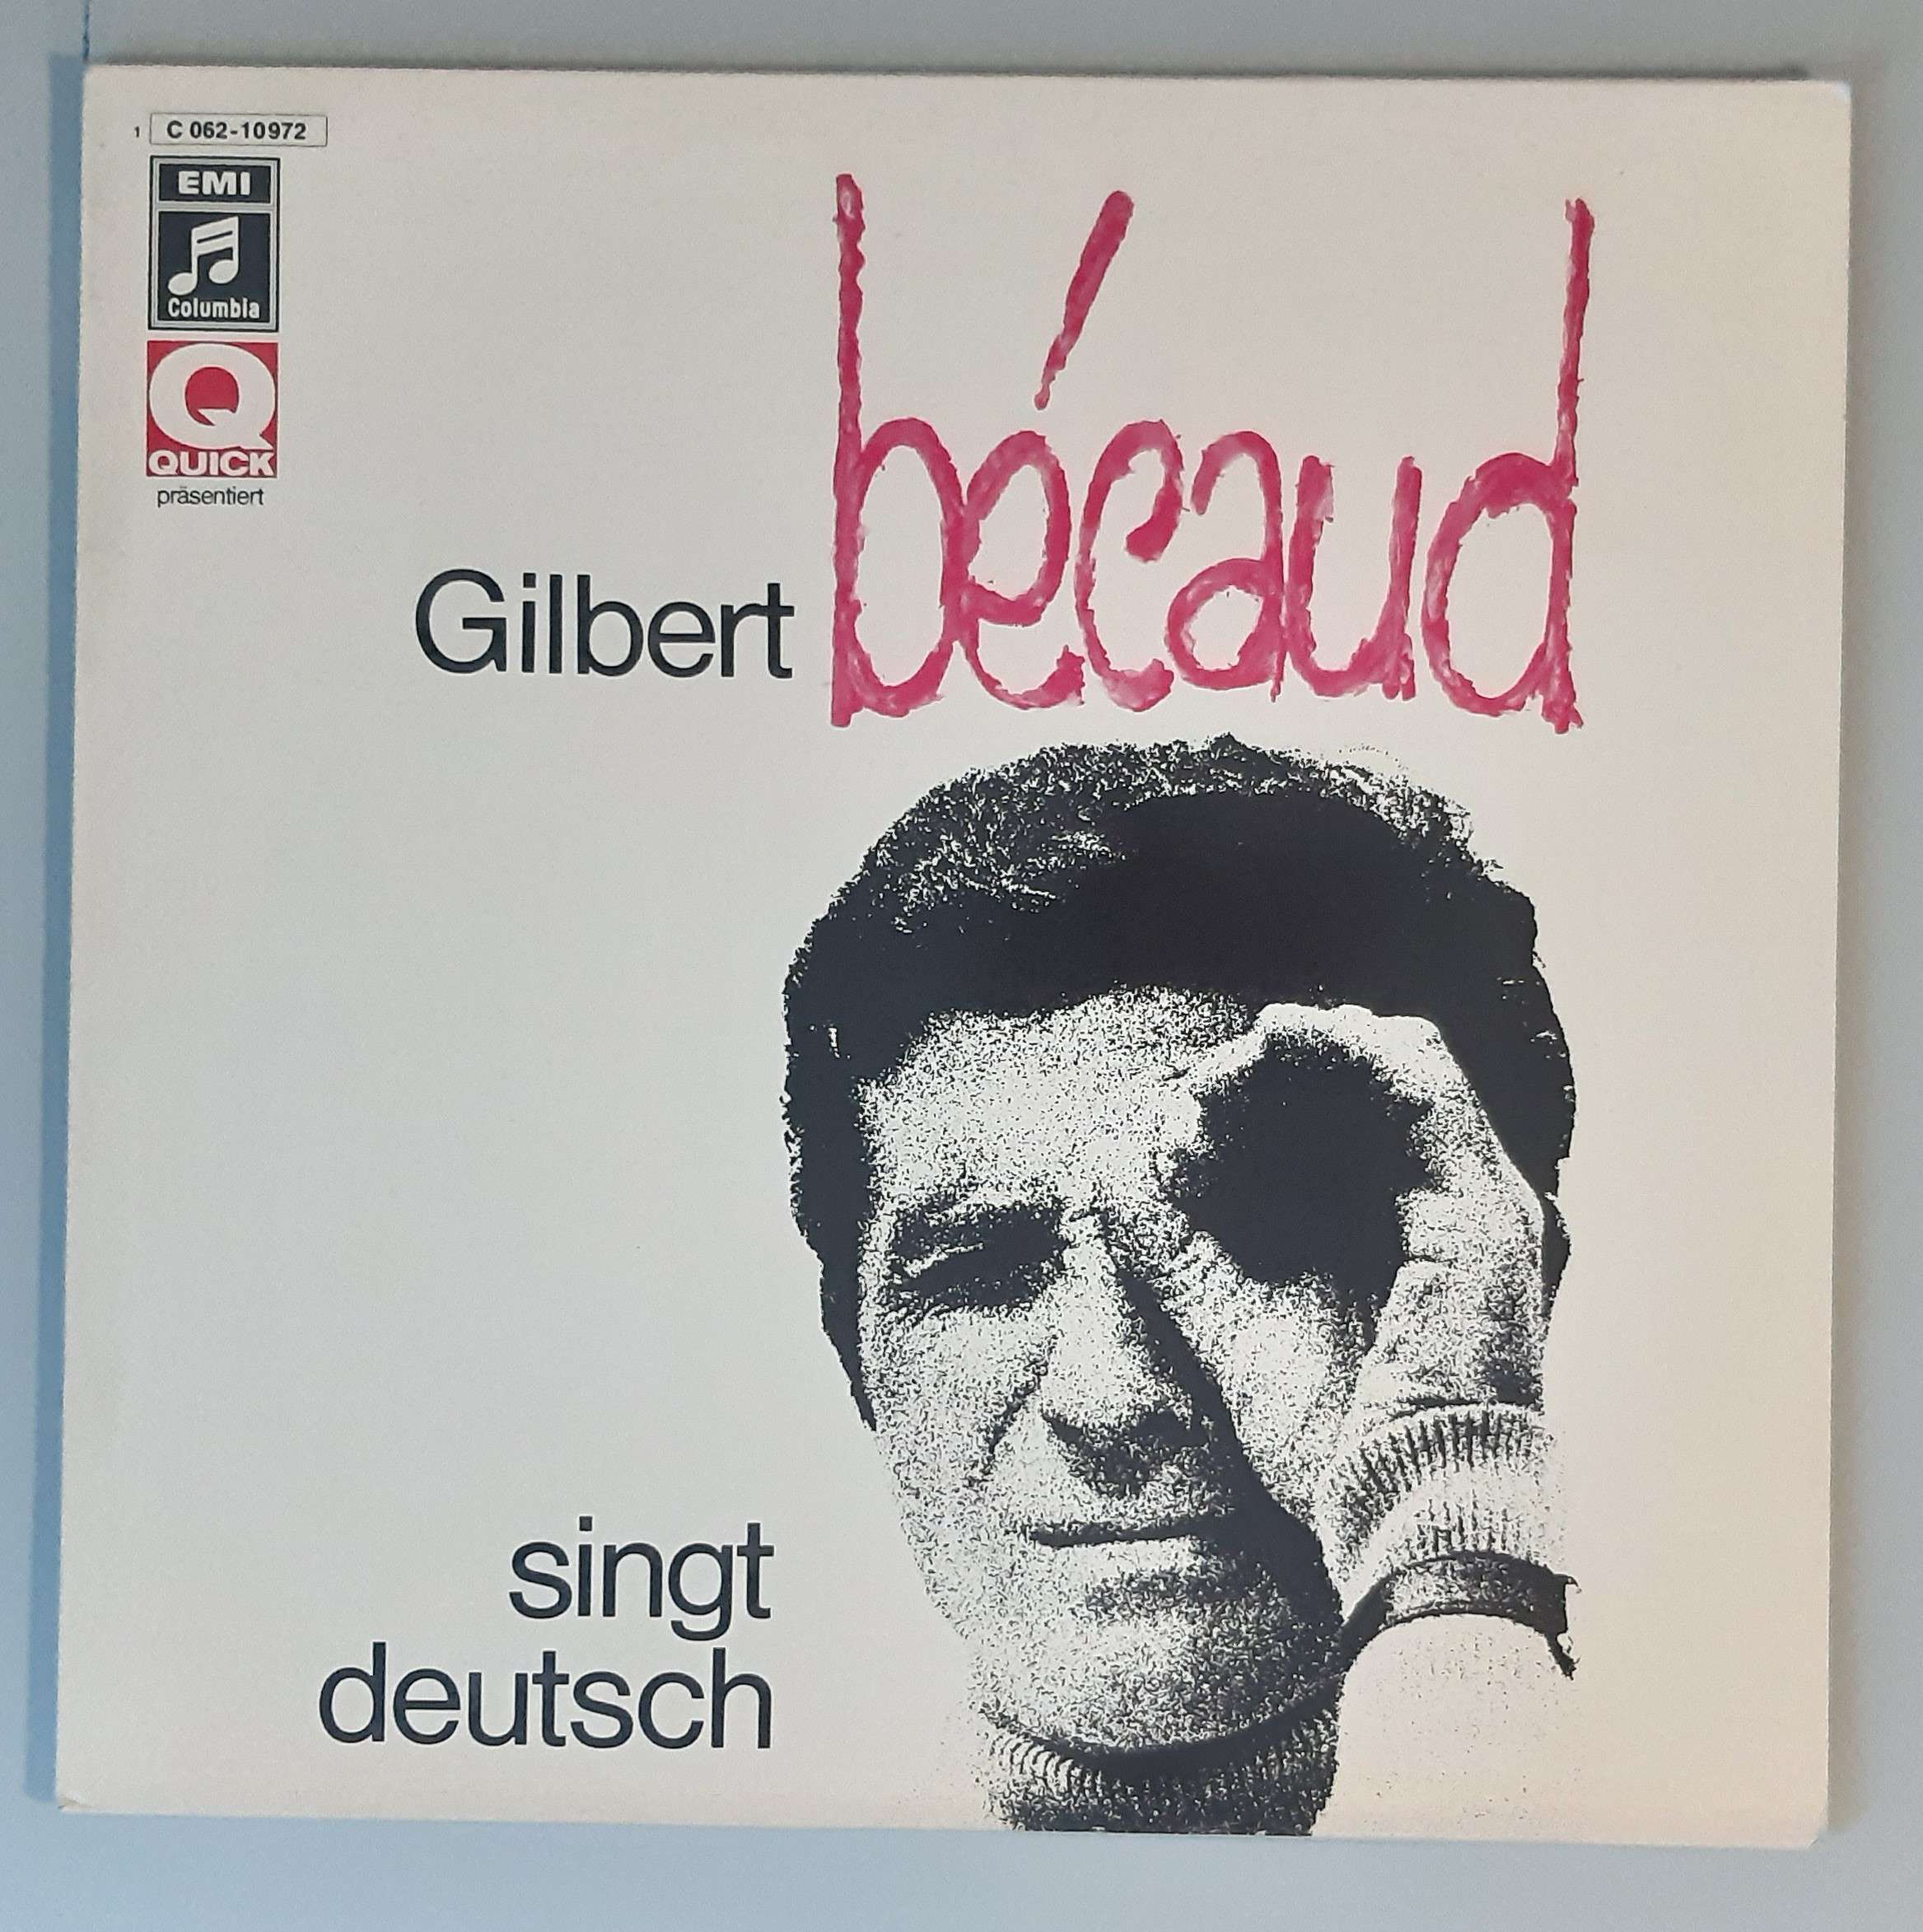 1 C 062-10972
EMI
Columbia
Q
QUICK
präsentiert
Gilbert bécaud
singt
deutsch